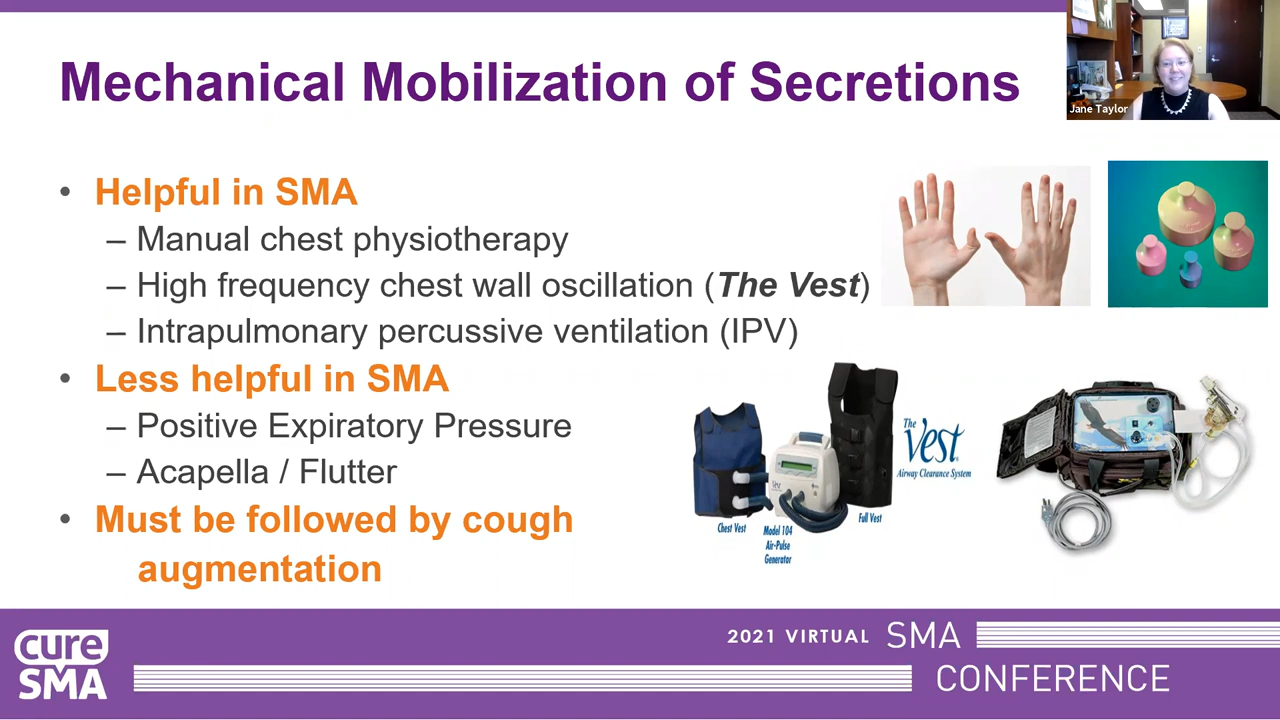 Mechanical Mobilization of Secretions
Jane Taylor
• Helpful in SMA
– Manual chest physiotherapy
– High frequency chest wall oscillation (The Vest)
– Intrapulmonary percussive ventilation (IPV)
• Less helpful in SMA
– Positive Expiratory Pressure
– Acapella / Flutter
• Must be followed by cough
augmentation
The
Vest
Airway Clearance System
Chest Vest
Model 104
Air-Pulse
Generator
Full Vest
cure
SMA
2021 VIRTUAL SMA
CONFERENCE